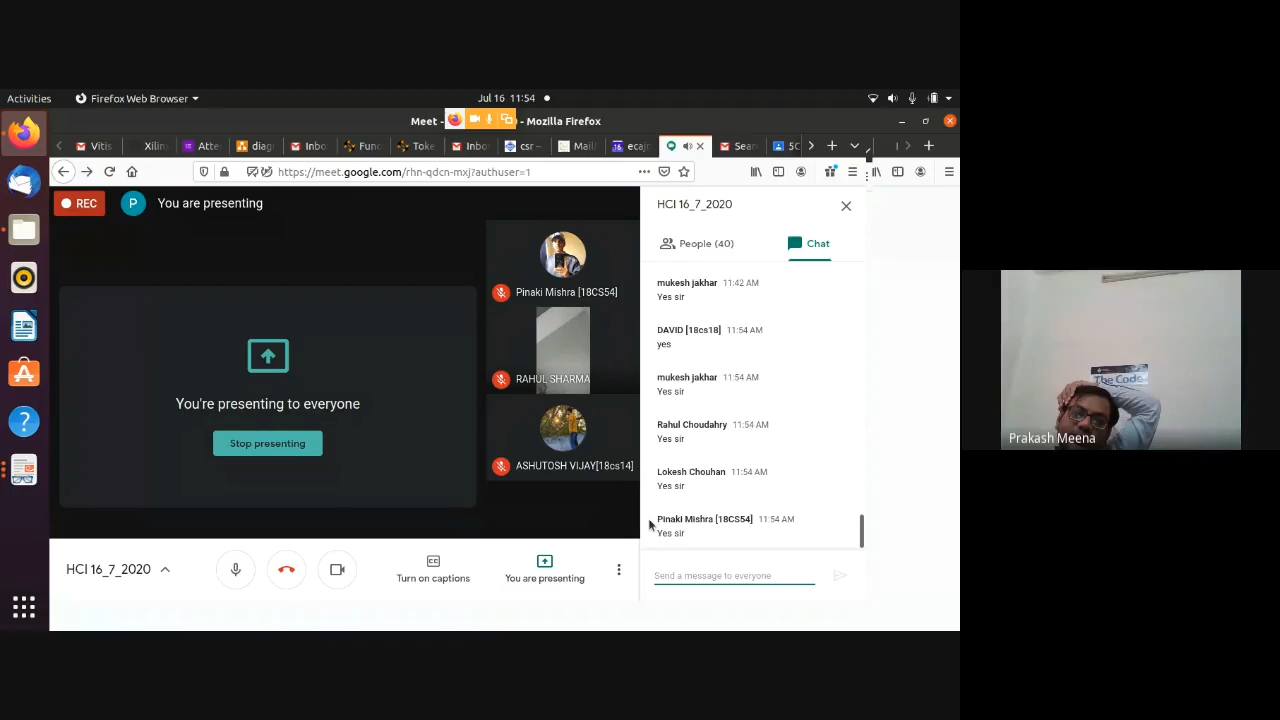 Activities
Firefox Web Browser
Jul 16 11:54
Meet -
- Mozilla Firefox
Vitis
Xilin
Atte
diag
Inbo
Func
Toke
Inbo
csr –
Mail/
ecajo
Sear
5C
https://meet.google.com/rhn-qdcn-mxj?authuser=1
REC
P
You are presenting
HCI 16_7_2020
People (40)
Chat
Pinaki Mishra [18CS54]
RAHUL SHARMA
ASHUTOSH VIJAY[18cs14]
You're presenting to everyone
Stop presenting
mukesh jakhar 11:42 AM
Yes sir
DAVID [18cs18] 11:54 AM
yes
mukesh jakhar 11:54 AM
Yes sir
Rahul Choudahry 11:54 AM
Yes sir
Lokesh Chouhan 11:54 AM
Yes sir
Pinaki Mishra [18CS54] 11:54 AM
Yes sir
Send a message to everyone
HCI 16_7_2020
Turn on captions
You are presenting
The Code
Prakash Meena